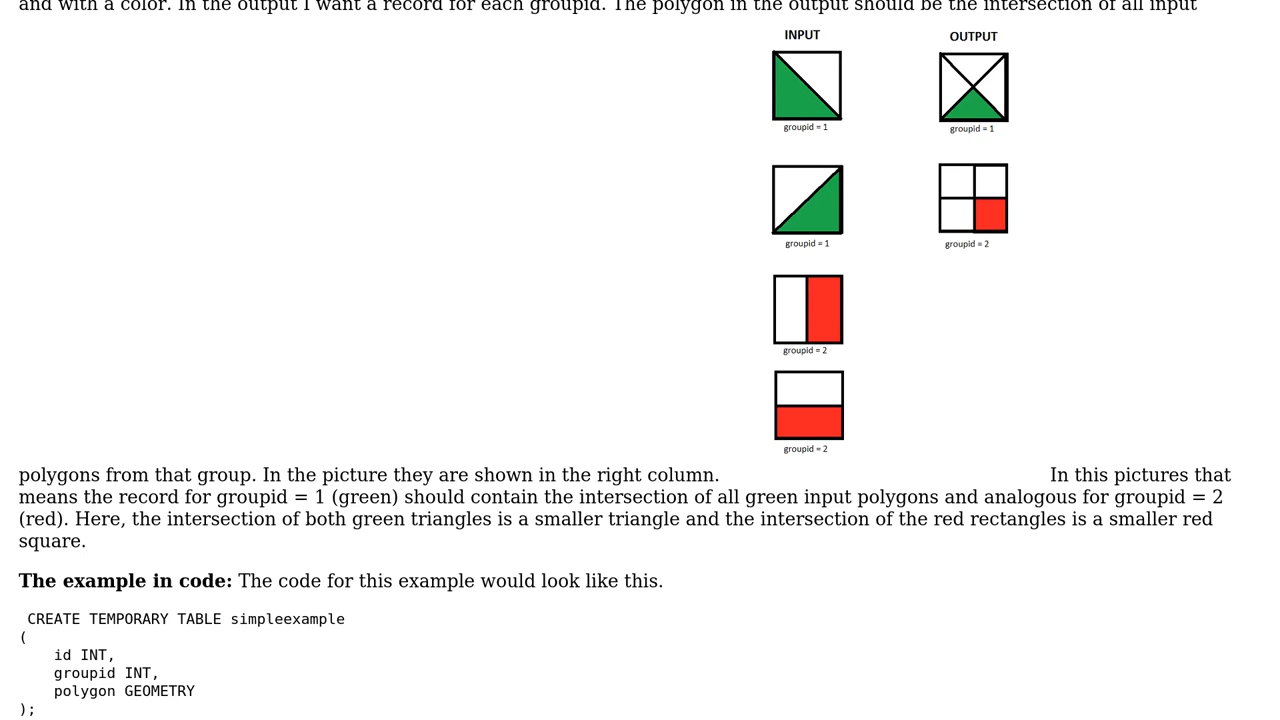 and with a color. In the output I want a record for each groupid. The polygon in the output should be the intersection of all input
INPUT
OUTPUT
groupid = 1
groupid = 1
groupid = 1
groupid = 2
groupid = 2
groupid = 2
polygons from that group. In the picture they are shown in the right column.
In this pictures that
means the record for groupid = 1 (green) should contain the intersection of all green input polygons and analogous for groupid = 2
(red). Here, the intersection of both green triangles is a smaller triangle and the intersection of the red rectangles is a smaller red
square.
The example in code: The code for this example would look like this.
CREATE TEMPORARY TABLE simpleexample
(
    id INT,
    groupid INT,
    polygon GEOMETRY
);